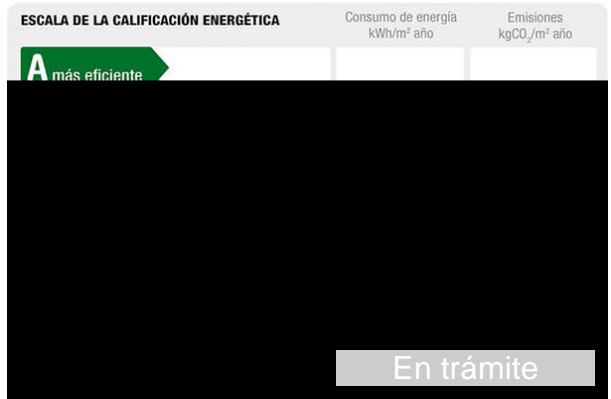 ESCALA DE LA CALIFICACIÓN ENERGÉTICA
Consumo de energía
kWh/m² año
Emisiones
kgCO₂/m² año
A más eficiente
En trámite